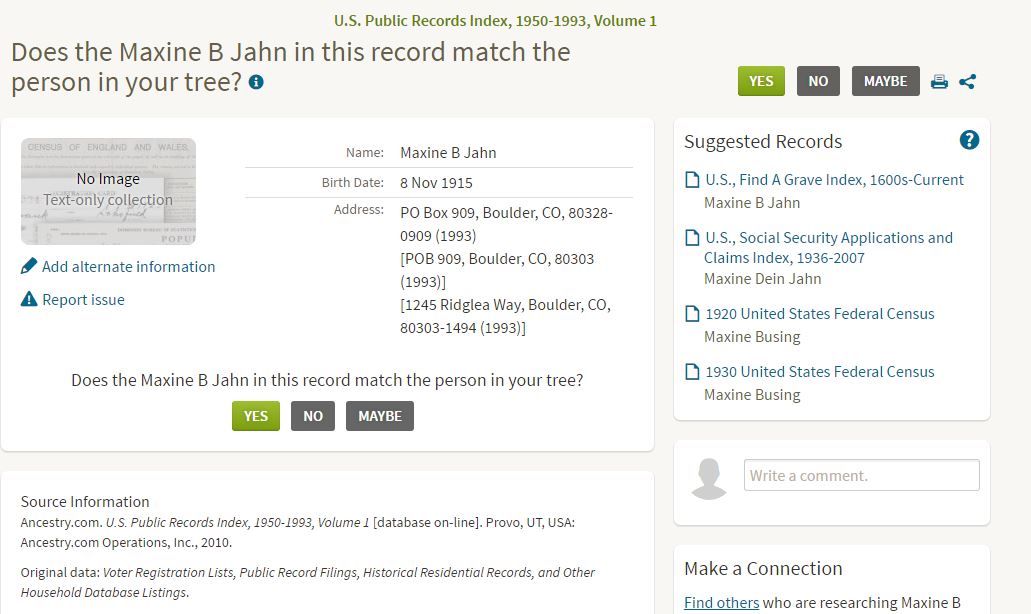 U.S. Public Records Index, 1950-1993, Volume 1
Does the Maxine B Jahn in this record match the
person in your tree?
YES NO MAYBE
CENSUS OF ENGLAND AND WALES,
No Image
Text-only collection
POPUL
Add alternate information
Report issue
Name: Maxine B Jahn
Birth Date: 8 Nov 1915
Address: PO Box 909, Boulder, CO, 80328-
0909 (1993)
[POB 909, Boulder, CO, 80303
(1993)]
[1245 Ridglea Way, Boulder, CO,
80303-1494 (1993)]
Does the Maxine B Jahn in this record match the person in your tree?
YES NO MAYBE
Source Information
Ancestry.com. U.S. Public Records Index, 1950-1993, Volume 1 [database on-line]. Provo, UT, USA:
Ancestry.com Operations, Inc., 2010.
Original data: Voter Registration Lists, Public Record Filings, Historical Residential Records, and Other
Household Database Listings.
Suggested Records ?
U.S., Find A Grave Index, 1600s-Current
Maxine B Jahn
U.S., Social Security Applications and
Claims Index, 1936-2007
Maxine Dein Jahn
1920 United States Federal Census
Maxine Busing
1930 United States Federal Census
Maxine Busing
Write a comment.
Make a Connection
Find others who are researching Maxine B